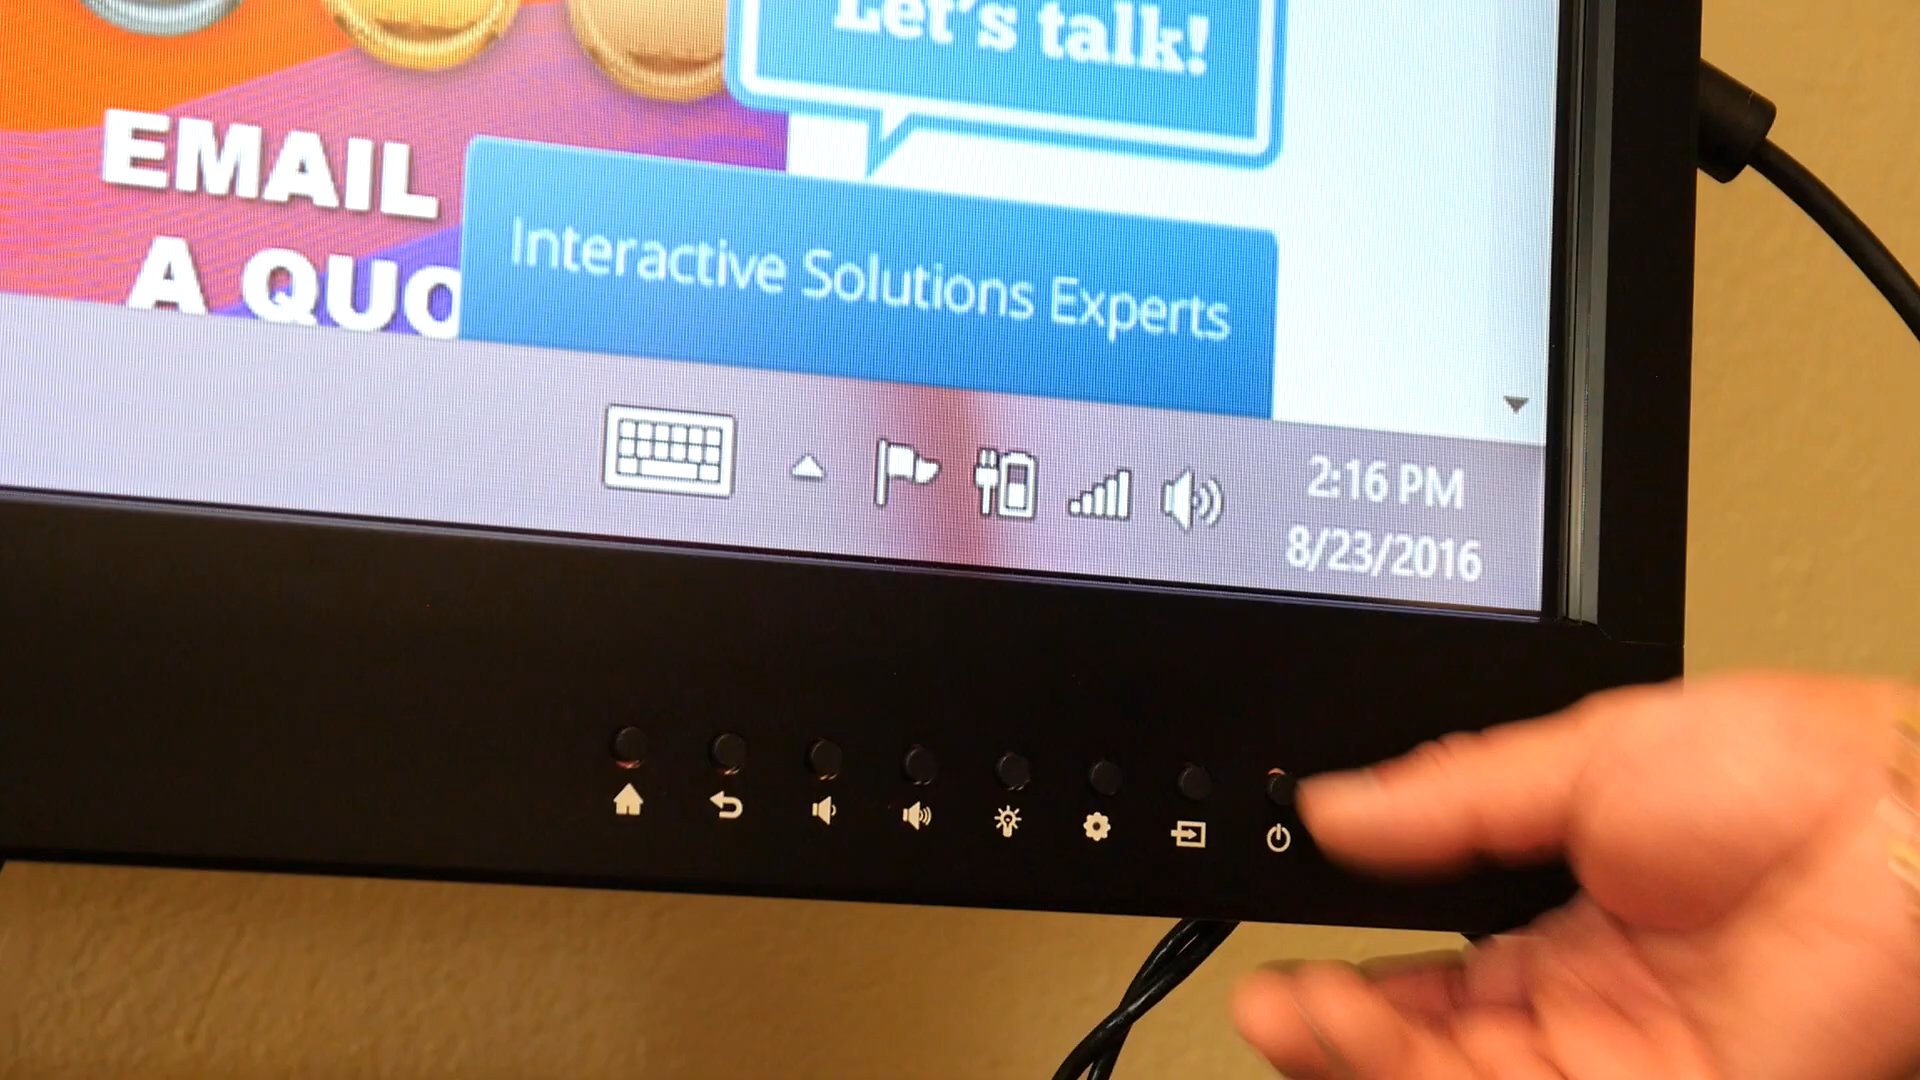 Let's talk!
EMAIL
A QUO
Interactive Solutions Experts
2:16 PM
8/23/2016